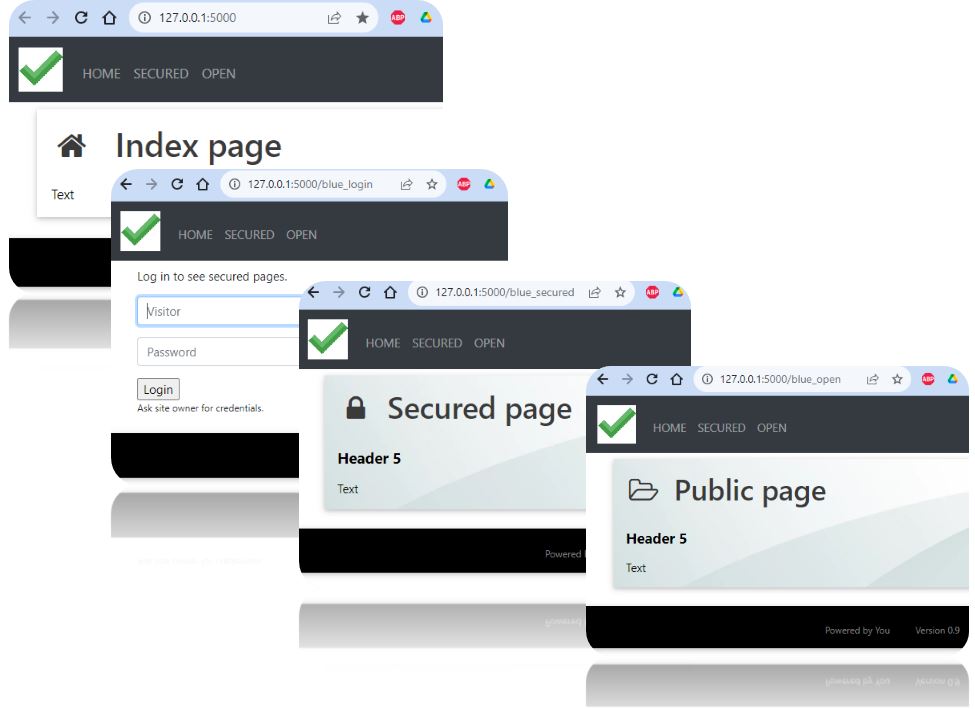 127.0.0.1:5000
ABP
HOME SECURED OPEN
Index page
Text
127.0.0.1:5000/blue_login
ABP
HOME SECURED OPEN
Log in to see secured pages.
Visitor
Password
Login
Ask site owner for credentials.
127.0.0.1:5000/blue_secured
ABP
HOME SECURED OPEN
Secured page
Header 5
Text
Powered
127.0.0.1:5000/blue_open
ABP
HOME SECURED OPEN
Public page
Header 5
Text
Powered by You Version 0.9